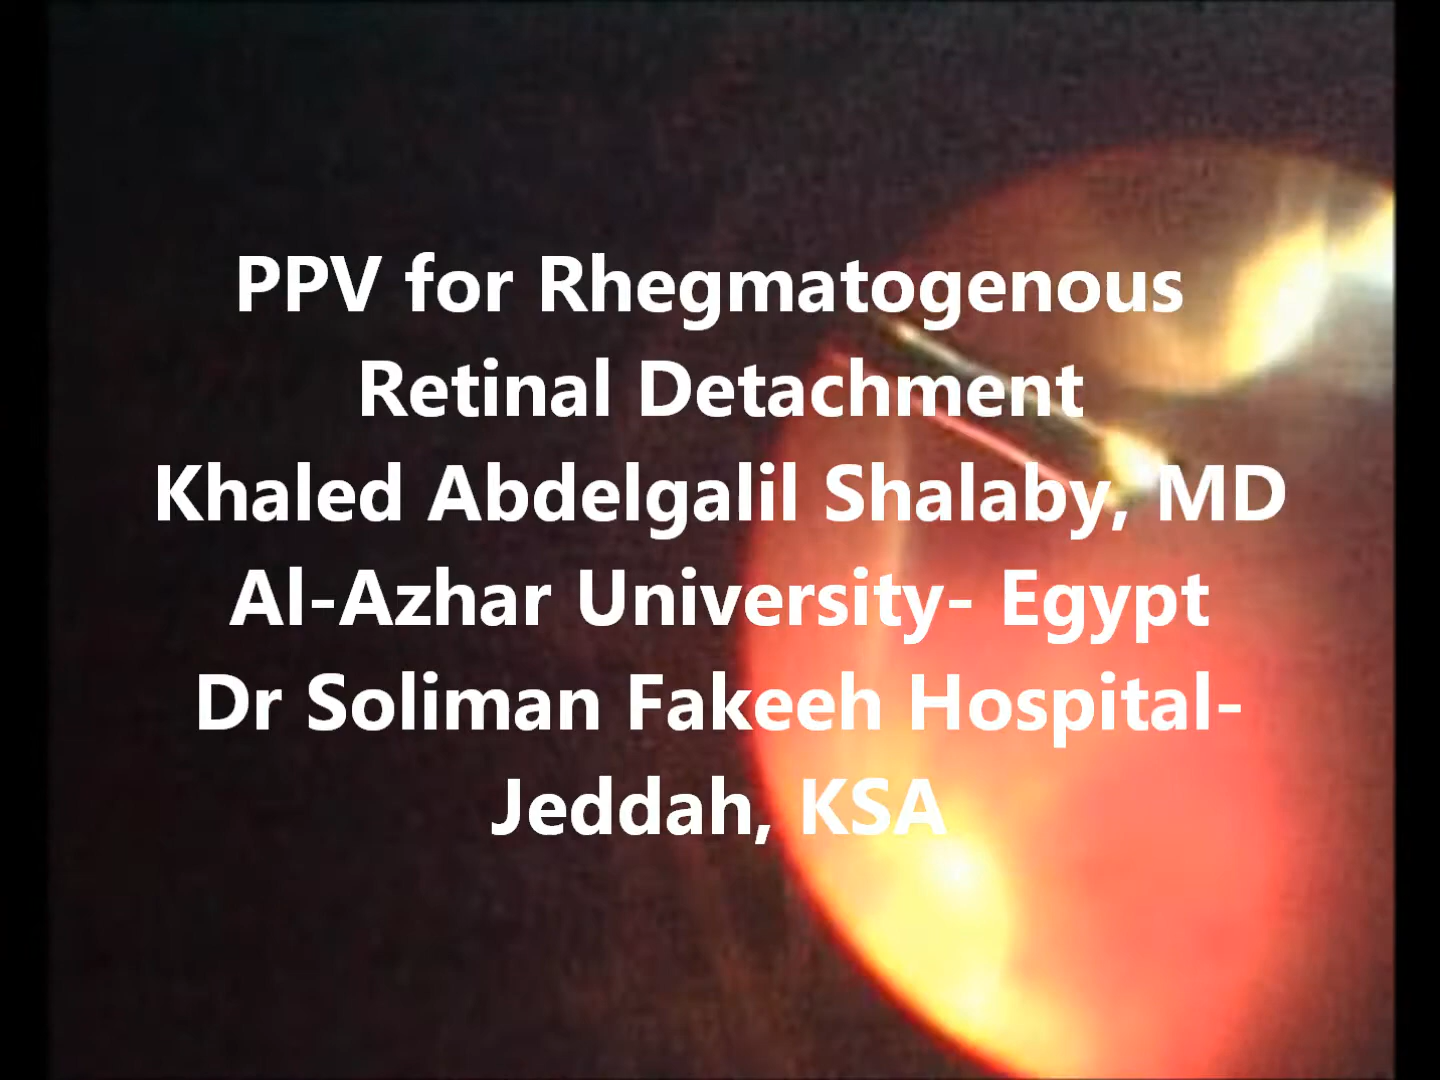 PPV for Rhegmatogenous
Retinal Detachment
Khaled Abdelgalil Shalaby, MD
Al-Azhar University- Egypt
Dr Soliman Fakeeh Hospital-
Jeddah, KSA